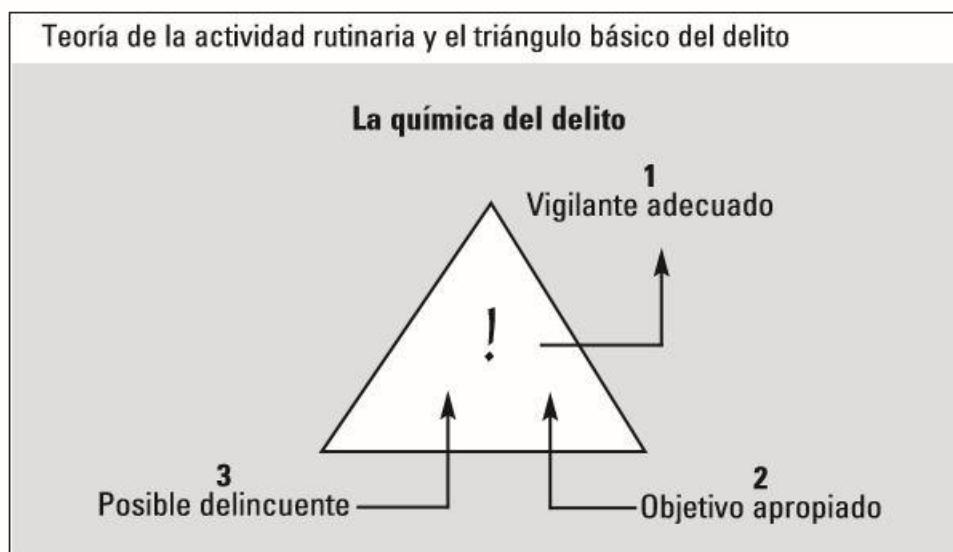 Teoría de la actividad rutinaria y el triángulo básico del delito
La química del delito
1
Vigilante adecuado
!
3
Posible delincuente
2
Objetivo apropiado